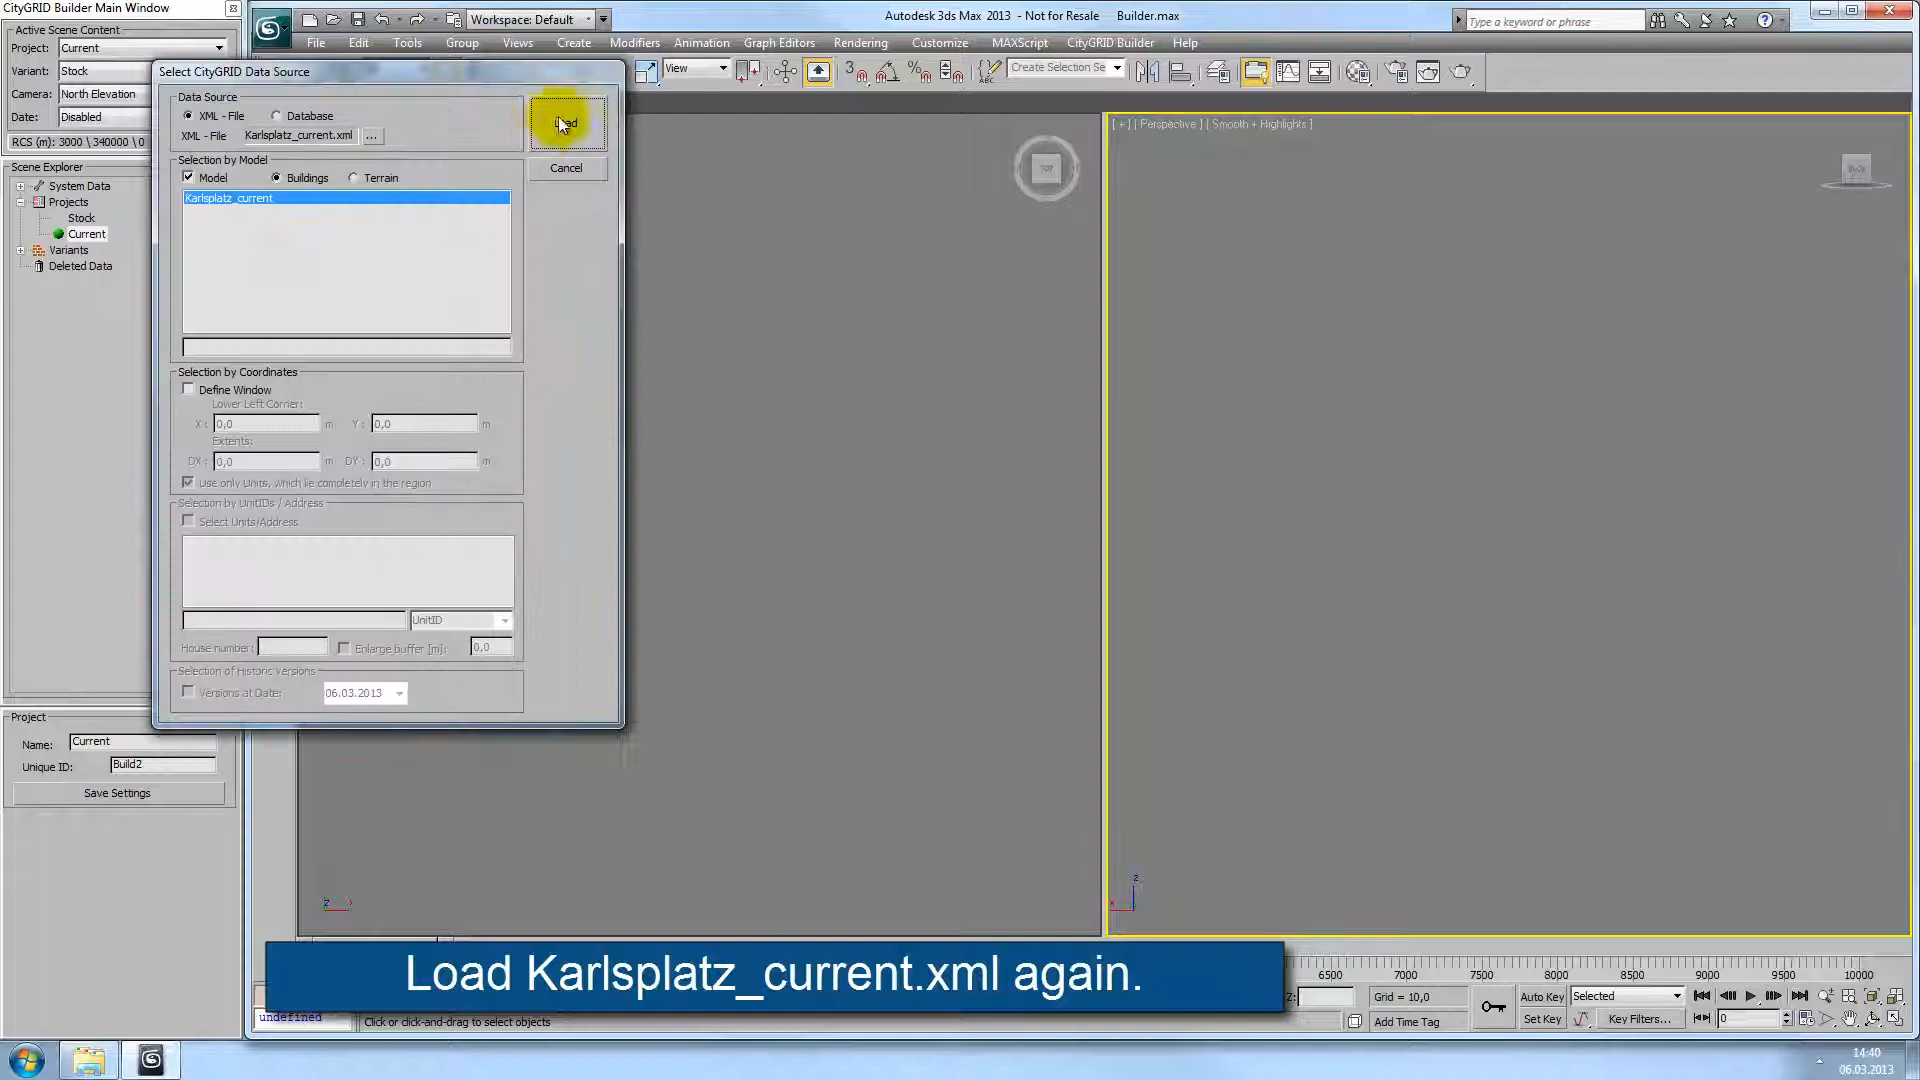 CityGRID Builder Main Window
Active Scene Content
Project: Current
Variant: Stock
Camera: North Elevation
Date: Disabled
RCS (m): 3000 \ 340000 \ 0
Scene Explorer
System Data
Projects
Stock
Current
Variants
Deleted Data
Project
Name: Current
Unique ID: Build2
Save Settings
Workspace: Default
Autodesk 3ds Max 2013 - Not for Resale Builder.max
Type a keyword or phrase
File Edit Tools Group Views Create Modifiers Animation Graph Editors Rendering Customize MAXScript CityGRID Builder Help
View
3
Create Selection Se
Select CityGRID Data Source
Data Source
XML - File Database
XML - File Karlsplatz_current.xml ...
Load
Cancel
Selection by Model
Model Buildings Terrain
Karlsplatz_current
Selection by Coordinates
Define Window
Lower Left Corner:
X: 0,0 m Y: 0,0 m
Extents:
DX: 0,0 m DY: 0,0 m
Use only Units, which lie completely in the region
Selection by UnitIDs / Address
Select Units/Address
UnitID
House number: Enlarge buffer [m]: 0,0
Selection of Historic Versions
Versions at Date: 06.03.2013
TOP
[ + ] [ Perspective ] [ Smooth + Highlights ]
BACK
z
z
x
Load Karlsplatz_current.xml again.
6500 7000 7500 8000 8500 9000 9500 10000
Z: Grid = 10,0 Auto Key Selected
undefined Click or click-and-drag to select objects Add Time Tag Set Key Key Filters... 0
14:40
06.03.2013